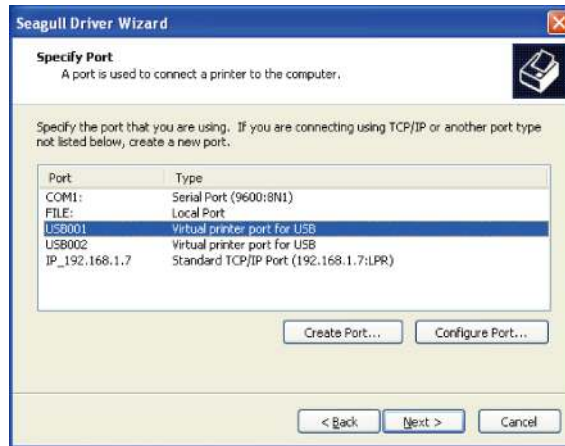 Seagull Driver Wizard
Specify Port
A port is used to connect a printer to the computer.
Specify the port that you are using. If you are connecting using TCP/IP or another port type
not listed below, create a new port.
Port Type
COM1: Serial Port (9600:8N1)
FILE: Local Port
USB001 Virtual printer port for USB
USB002 Virtual printer port for USB
IP_192.168.1.7 Standard TCP/IP Port (192.168.1.7:LPR)
Create Port... Configure Port...
< Back Next > Cancel